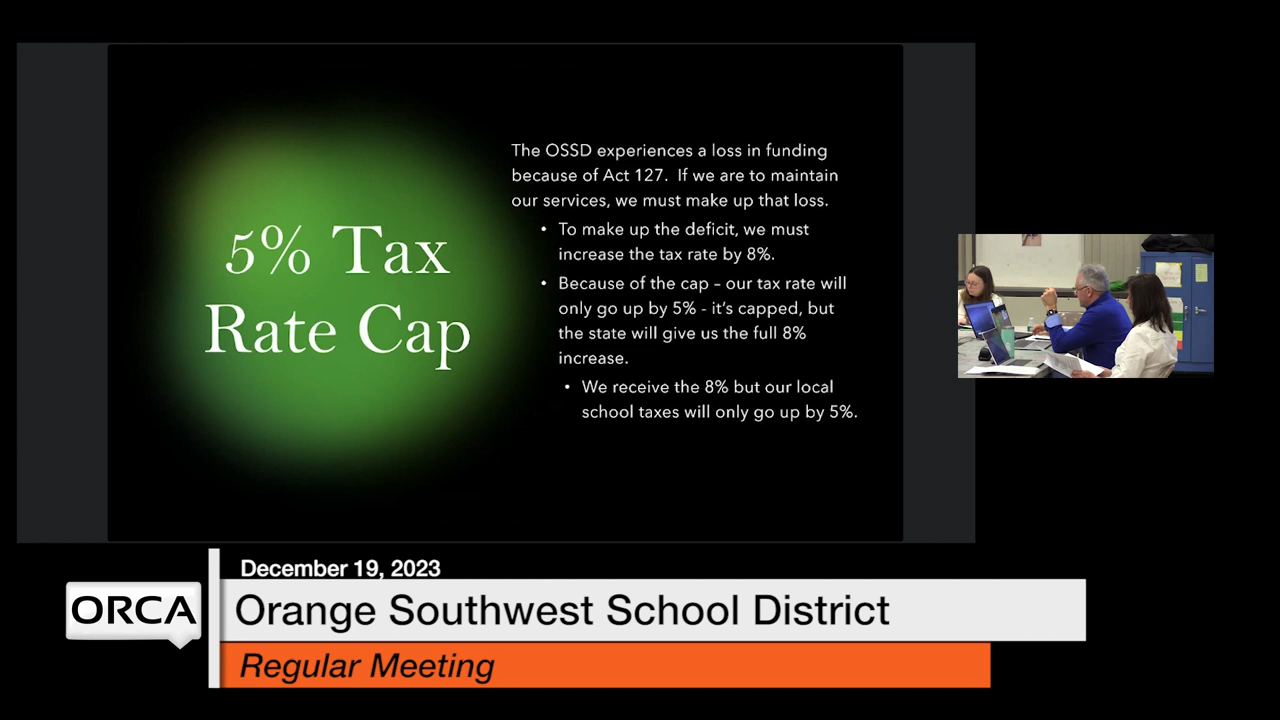 5% Tax
Rate Cap
The OSSD experiences a loss in funding
because of Act 127.  If we are to maintain
our services, we must make up that loss.
• To make up the deficit, we must
increase the tax rate by 8%.
• Because of the cap – our tax rate will
only go up by 5% - it's capped, but
the state will give us the full 8%
increase.
• We receive the 8% but our local
school taxes will only go up by 5%.
December 19, 2023
ORCA
Orange Southwest School District
Regular Meeting